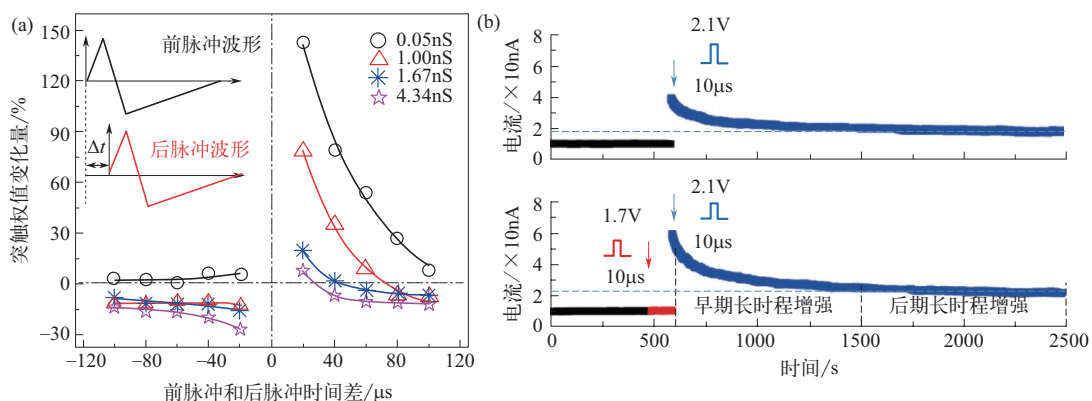 (a)
150
120
90
60
45
30
15
0
−15
−30
−120
−80
−40
0
40
80
120
突触权值变化量/%
前脉冲和后脉冲时间差/μs
前脉冲波形
Δt
后脉冲波形
0.05nS
1.00nS
1.67nS
4.34nS
(b)
电流/×10nA
8
6
4
2
0
2.1V
10μs
电流/×10nA
8
6
4
2
0
1.7V
10μs
2.1V
10μs
早期长时程增强
后期长时程增强
0
500
1000
1500
2000
2500
时间/s